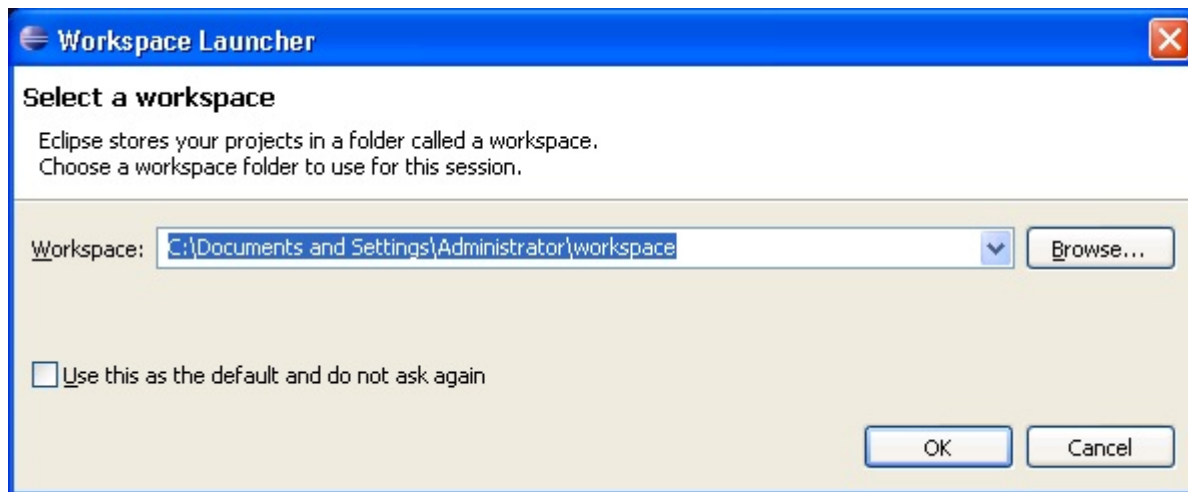 Workspace Launcher
Select a workspace
Eclipse stores your projects in a folder called a workspace.
Choose a workspace folder to use for this session.
Workspace: C:\Documents and Settings\Administrator\workspace Browse...
Use this as the default and do not ask again
OK Cancel